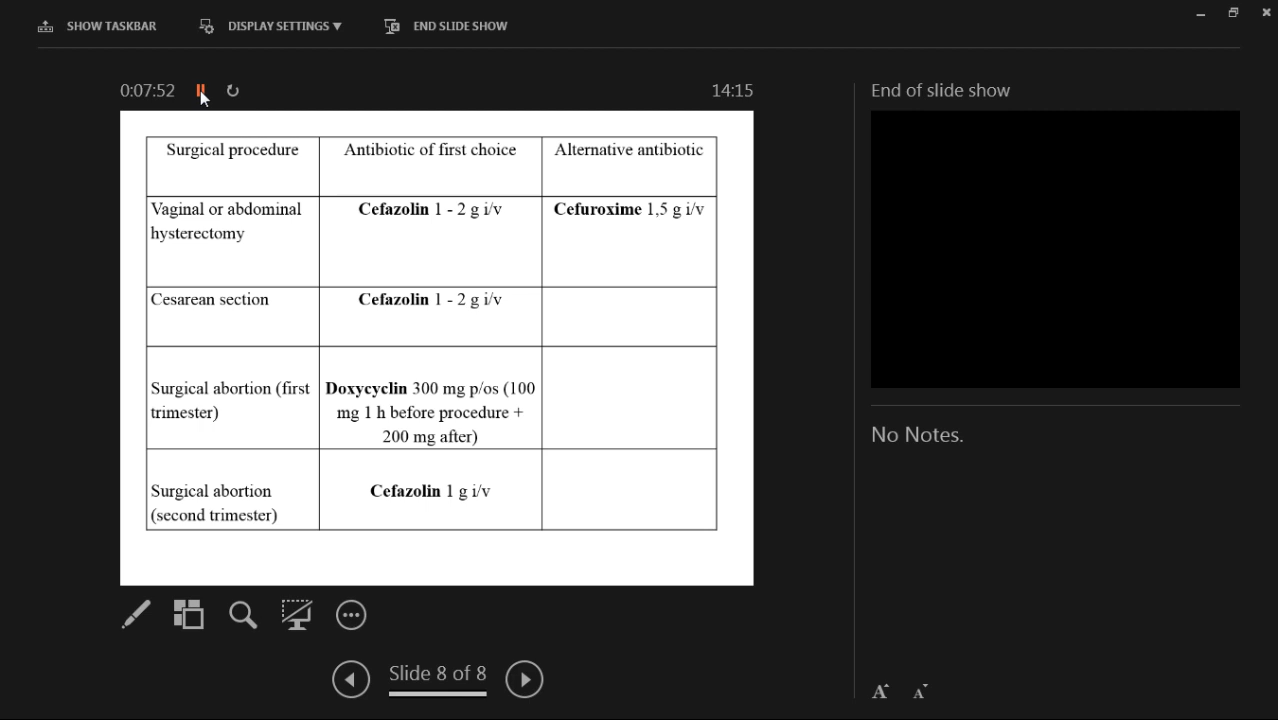 SHOW TASKBAR DISPLAY SETTINGS ▼ END SLIDE SHOW
0:07:52 14:15 End of slide show
Surgical procedure Antibiotic of first choice Alternative antibiotic
Vaginal or abdominal Cefazolin 1 - 2 g i/v Cefuroxime 1,5 g i/v
hysterectomy
Cesarean section Cefazolin 1 - 2 g i/v
No Notes.
Surgical abortion (first Doxycyclin 300 mg p/os (100
trimester) mg 1 h before procedure +
200 mg after)
Surgical abortion Cefazolin 1 g i/v
(second trimester)
Slide 8 of 8
A A